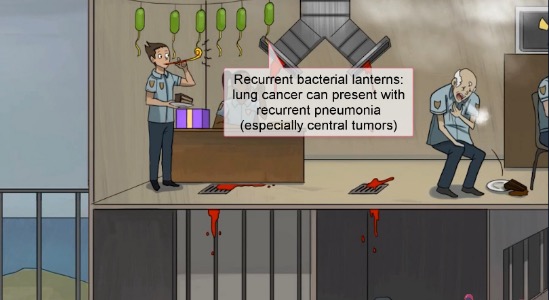 Recurrent bacterial lanterns:
lung cancer can present with
recurrent pneumonia
(especially central tumors)